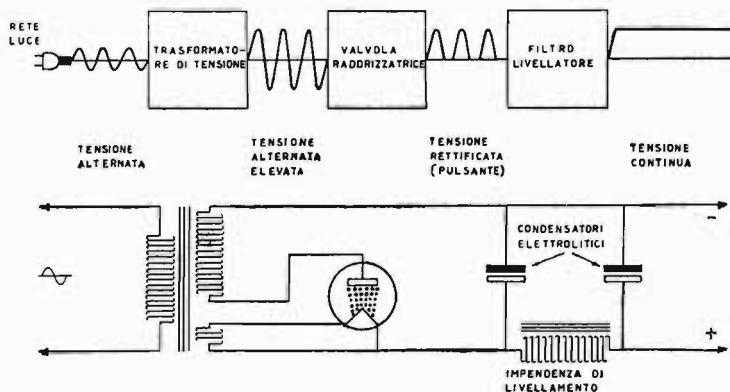 RETE
LUCE
TRASFORMATO-
RE DI TENSIONE
VALVOLA
RADDRIZZATRICE
FILTRO
LIVELLATORE
TENSIONE
ALTERNATA
TENSIONE
ALTERNATA
ELEVATA
TENSIONE
RETTIFICATA
(PULSANTE)
TENSIONE
CONTINUA
-
CONDENSATORI
ELETTROLITICI
+
IMPENDENZA DI
LIVELLAMENTO